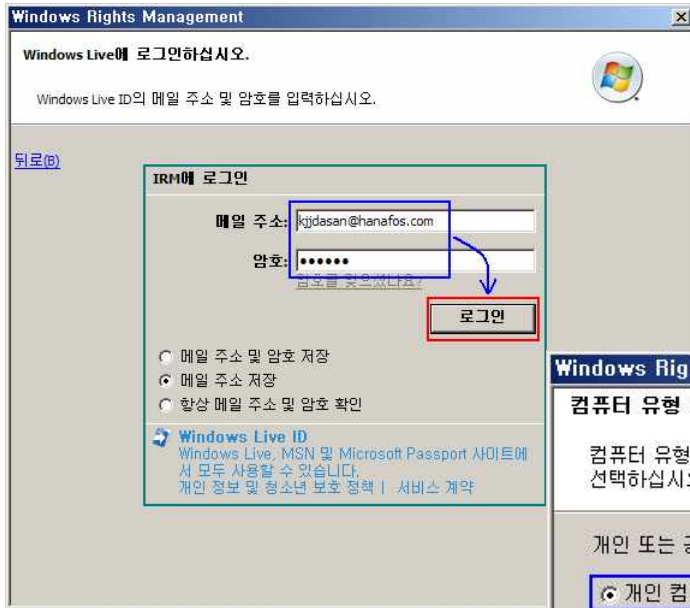 Windows Rights Management
Windows Live에 로그인하십시오.
Windows Live ID의 메일 주소 및 암호를 입력하십시오.
뒤로(B)
IRM에 로그인
메일 주소: kjjdasan@hanafos.com
암호: ●●●●●●
암호를 잊으셨나요?
로그인
메일 주소 및 암호 저장
메일 주소 저장
항상 메일 주소 및 암호 확인
Windows Live ID
Windows Live, MSN 및 Microsoft Passport 사이트에
서 모두 사용할 수 있습니다.
개인 정보 및 청소년 보호 정책 | 서비스 계약
Windows Rig
컴퓨터 유형
컴퓨터 유형
선택하십시
개인 또는
개인 컴